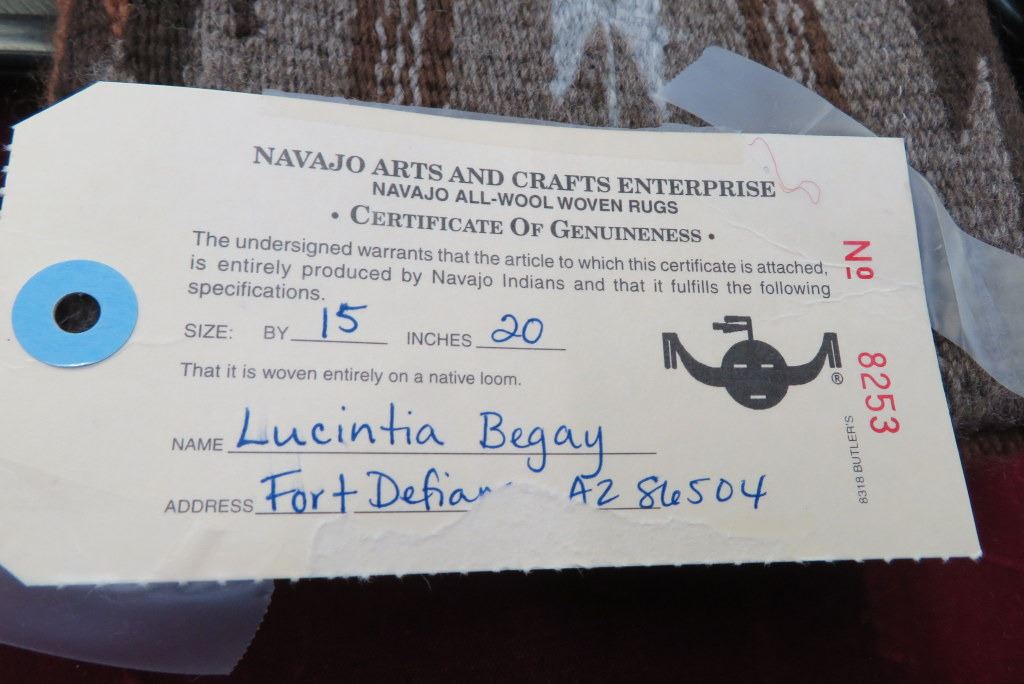 NAVAJO ARTS AND CRAFTS ENTERPRISE
NAVAJO ALL-WOOL WOVEN RUGS
• CERTIFICATE OF GENUINENESS •
The undersigned warrants that the article to which this certificate is attached,
is entirely produced by Navajo Indians and that it fulfills the following
specifications.
SIZE: BY 15 INCHES 20
That it is woven entirely on a native loom.
NAME Lucintia Begay
ADDRESS Fort Defian AZ 86504
®
Nº 8253
8318 BUTLER'S